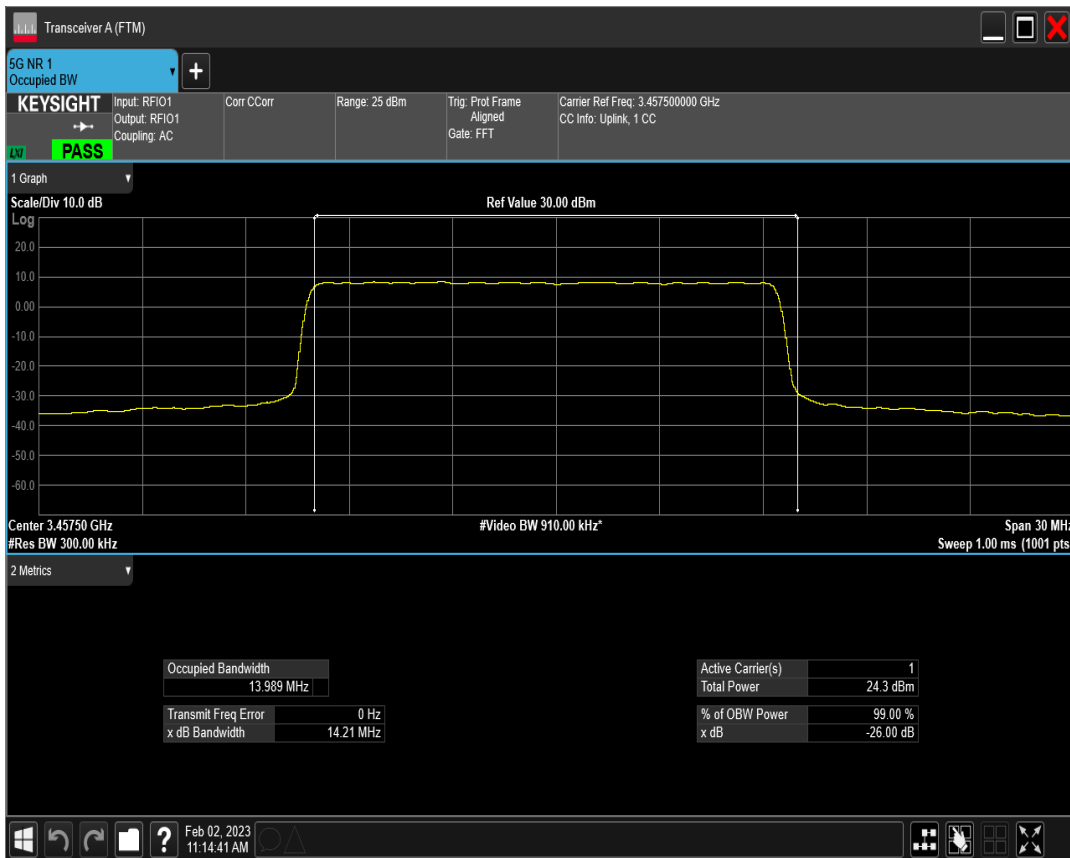 Transceiver A (FTM)
5G NR 1
Occupied BW
+
KEYSIGHT
LXI
PASS
Input: RFIO1
Output: RFIO1
Coupling: AC
Corr CCorr
Range: 25 dBm
Trig: Prot Frame
Aligned
Gate: FFT
Carrier Ref Freq: 3.457500000 GHz
CC Info: Uplink, 1 CC
1 Graph
Scale/Div 10.0 dB
Ref Value 30.00 dBm
Log
20.0
10.0
0.00
-10.0
-20.0
-30.0
-40.0
-50.0
-60.0
Center 3.45750 GHz
#Video BW 910.00 kHz*
Span 30 MHz
#Res BW 300.00 kHz
Sweep 1.00 ms (1001 pts
2 Metrics
Occupied Bandwidth
13.989 MHz
Transmit Freq Error 0 Hz
x dB Bandwidth 14.21 MHz
Active Carrier(s) 1
Total Power 24.3 dBm
% of OBW Power 99.00 %
x dB -26.00 dB
?
Feb 02, 2023
11:14:41 AM